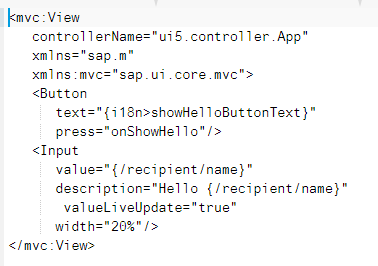 <mvc:View
controllerName="ui5.controller.App"
xmlns="sap.m"
xmlns:mvc="sap.ui.core.mvc">
<Button
text="{i18n>showHelloButtonText}"
press="onShowHello"/>
<Input
value="{/recipient/name}"
description="Hello {/recipient/name}"
valueLiveUpdate="true"
width="20%"/>
</mvc:View>